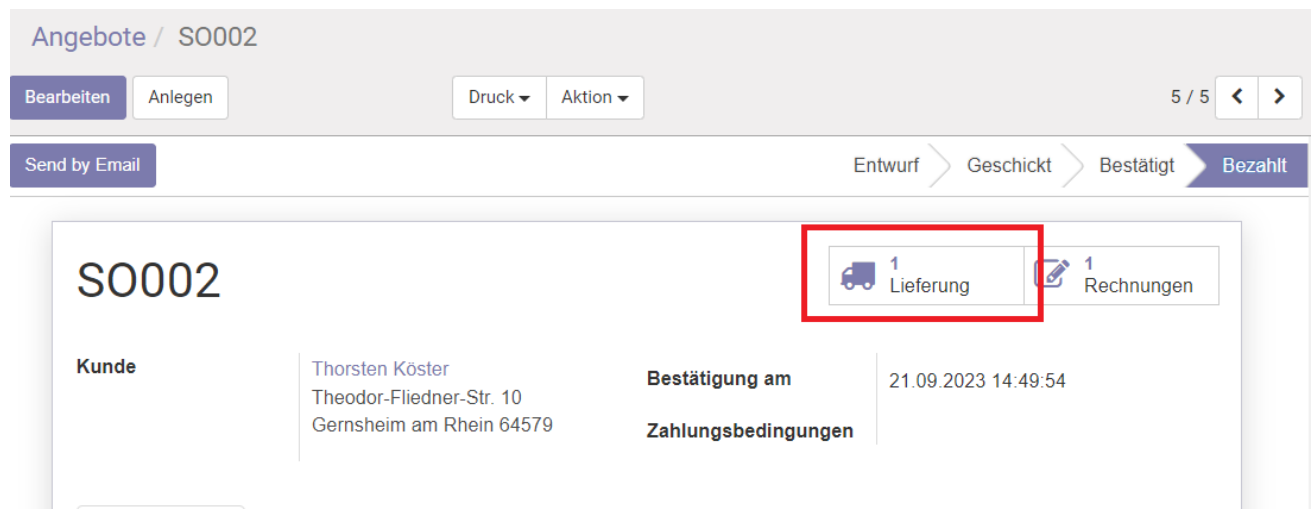 Angebote / SO002
Bearbeiten Anlegen Druck Aktion 5 / 5
Send by Email Entwurf Geschickt Bestätigt Bezahlt
SO002
1 1
Lieferung Rechnungen
Kunde Thorsten Köster Bestätigung am 21.09.2023 14:49:54
Theodor-Fliedner-Str. 10
Gernsheim am Rhein 64579 Zahlungsbedingungen